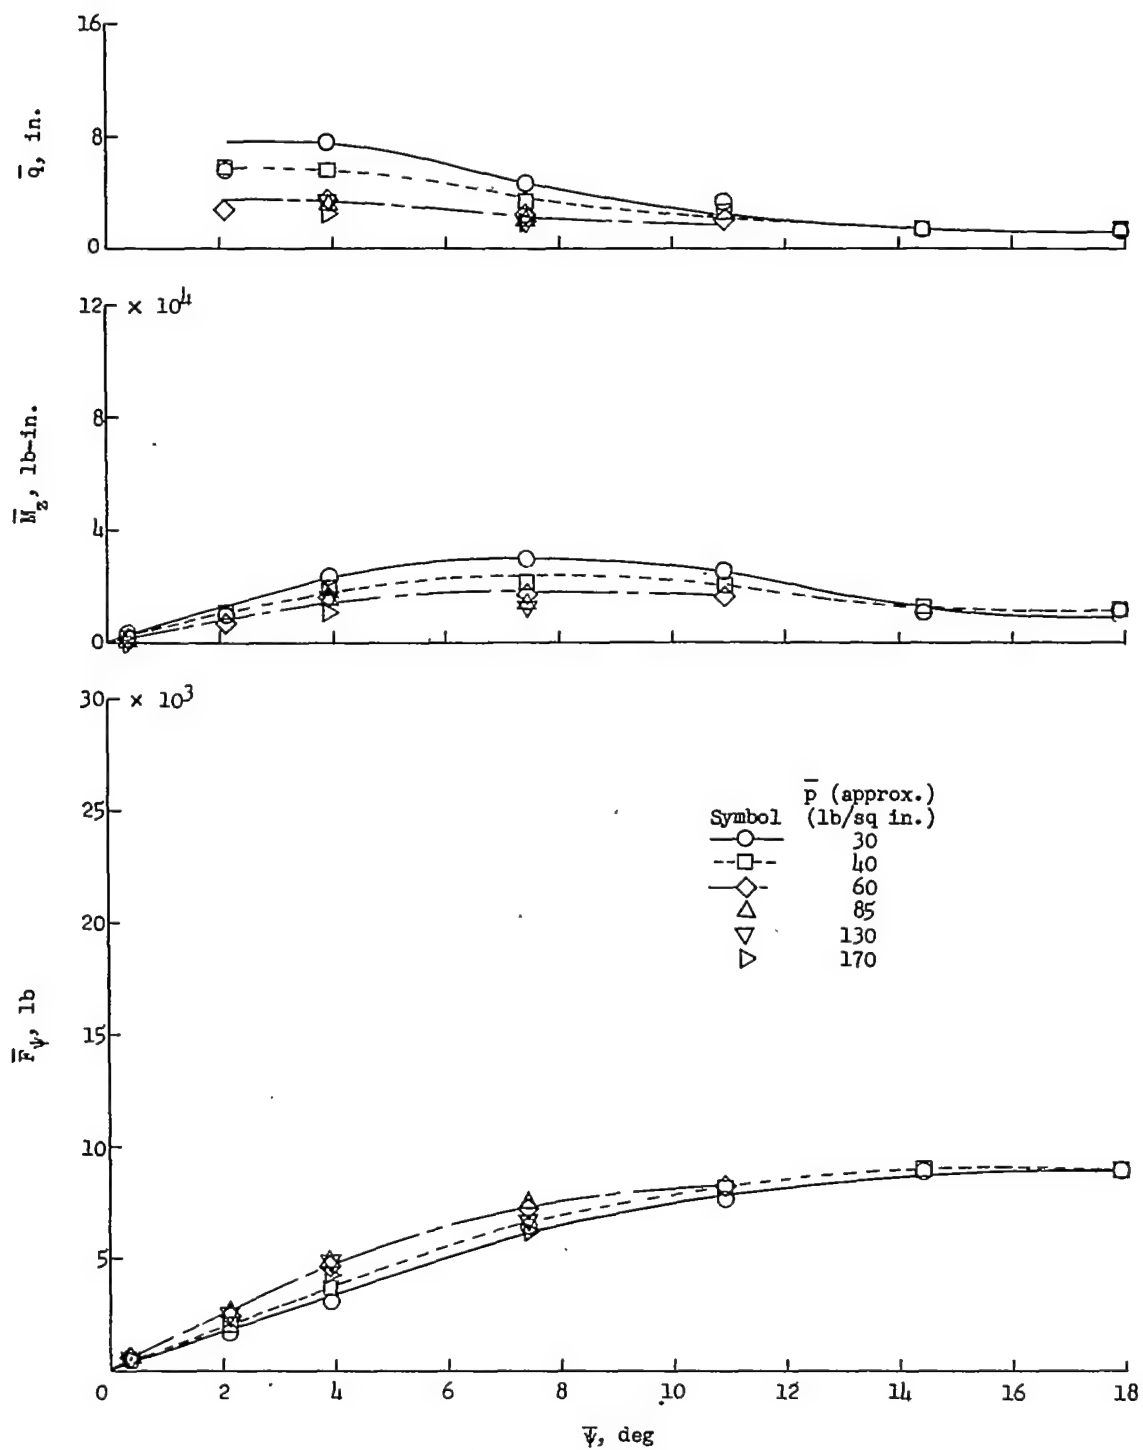 16
8
0
q̅, in.
12 × 10⁴
8
4
0
M̅z, lb-in.
30 × 10³
25
20
15
10
5
F̅ψ, lb
p̅ (approx.)
Symbol (lb/sq in.)
30
40
60
85
130
170
0 2 4 6 8 10 12 14 16 18
ψ̅, deg